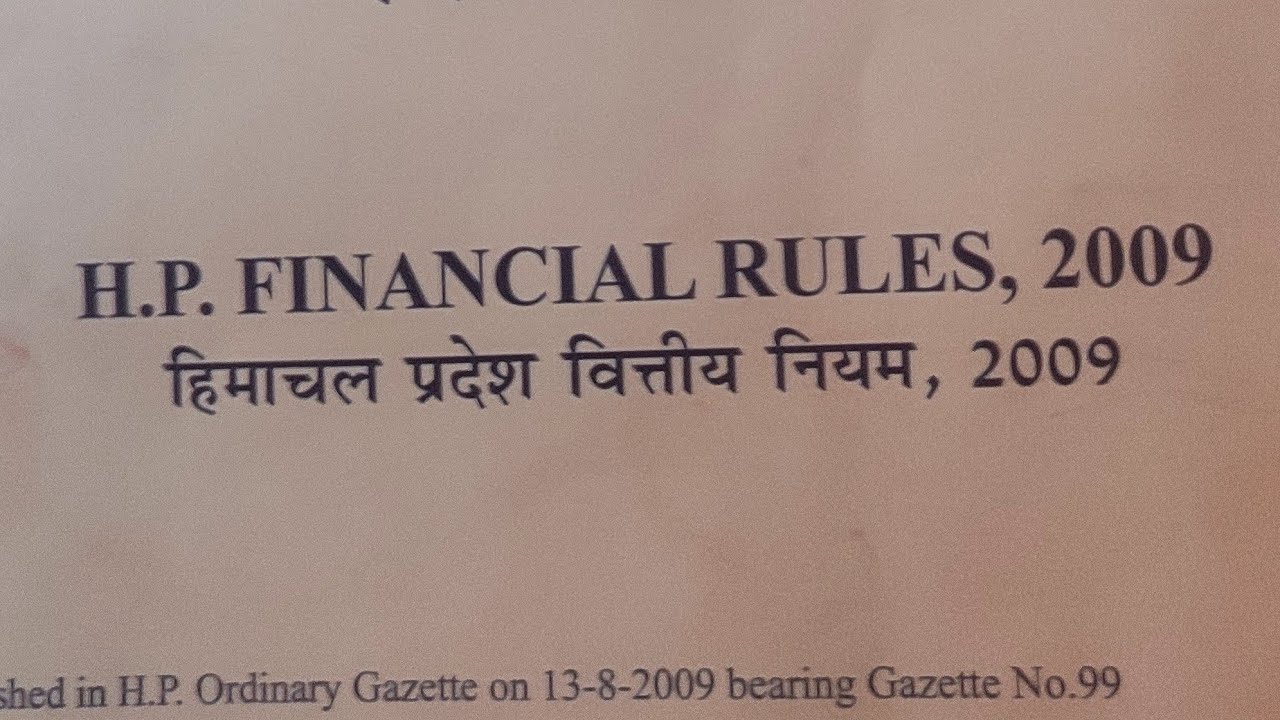 H.P. FINANCIAL RULES, 2009
हिमाचल प्रदेश वित्तीय नियम, 2009
shed in H.P. Ordinary Gazette on 13-8-2009 bearing Gazette No.99